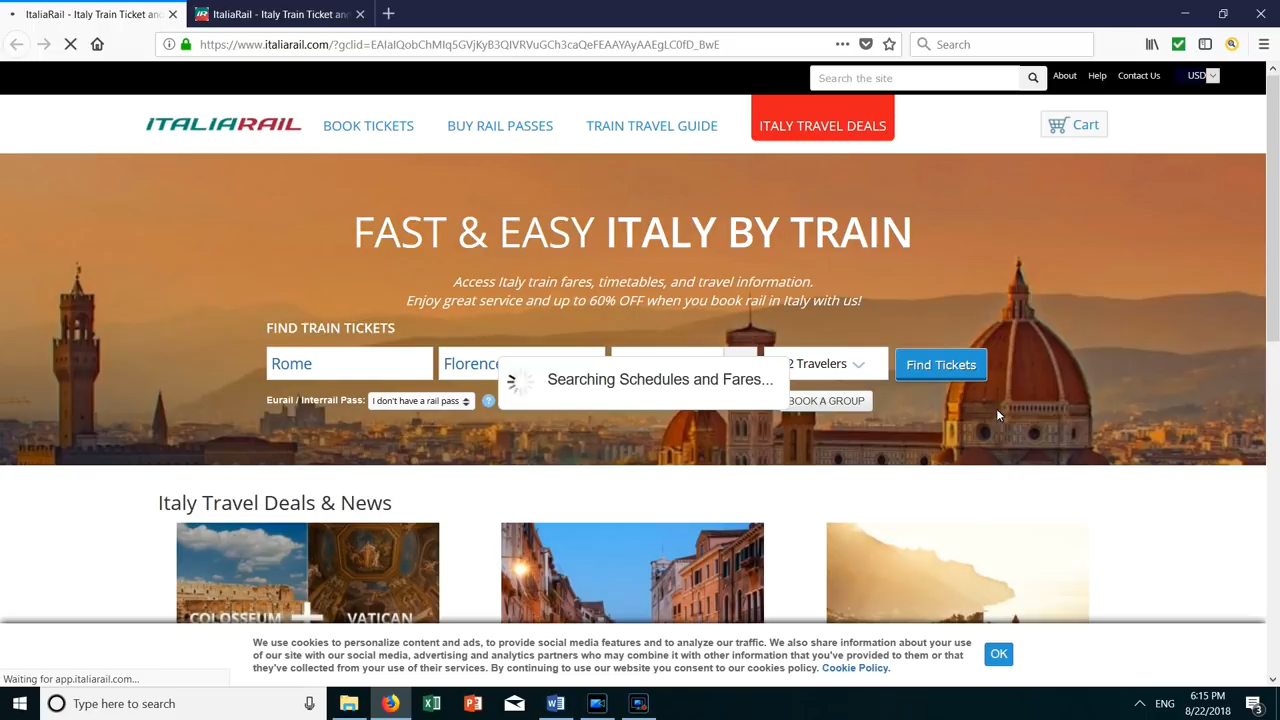 ItaliaRail - Italy Train Ticket and
ItaliaRail - Italy Train Ticket and
https://www.italiarail.com/?gclid=EAIaIQobChMIq5GVjKyB3QIVRVuGCh3caQeFEAAYAyAAEgLC0fD_BwE
Search
Search the site
About
Help
Contact Us
USD
ITALIARAIL
BOOK TICKETS
BUY RAIL PASSES
TRAIN TRAVEL GUIDE
ITALY TRAVEL DEALS
Cart
FAST & EASY ITALY BY TRAIN
Access Italy train fares, timetables, and travel information.
Enjoy great service and up to 60% OFF when you book rail in Italy with us!
FIND TRAIN TICKETS
Rome
Florence
2 Travelers
Find Tickets
Searching Schedules and Fares...
Eurail / Interrail Pass:
I don't have a rail pass
?
BOOK A GROUP
Italy Travel Deals & News
COLOSSEUM + VATICAN
We use cookies to personalize content and ads, to provide social media features and to analyze our traffic. We also share information about your use
of our site with our social media, advertising and analytics partners who may combine it with other information that you've provided to them or that
they've collected from your use of their services. By continuing to use our website you consent to our cookies policy. Cookie Policy.
OK
Waiting for app.italiarail.com...
Type here to search
ENG
6:15 PM
8/22/2018
3